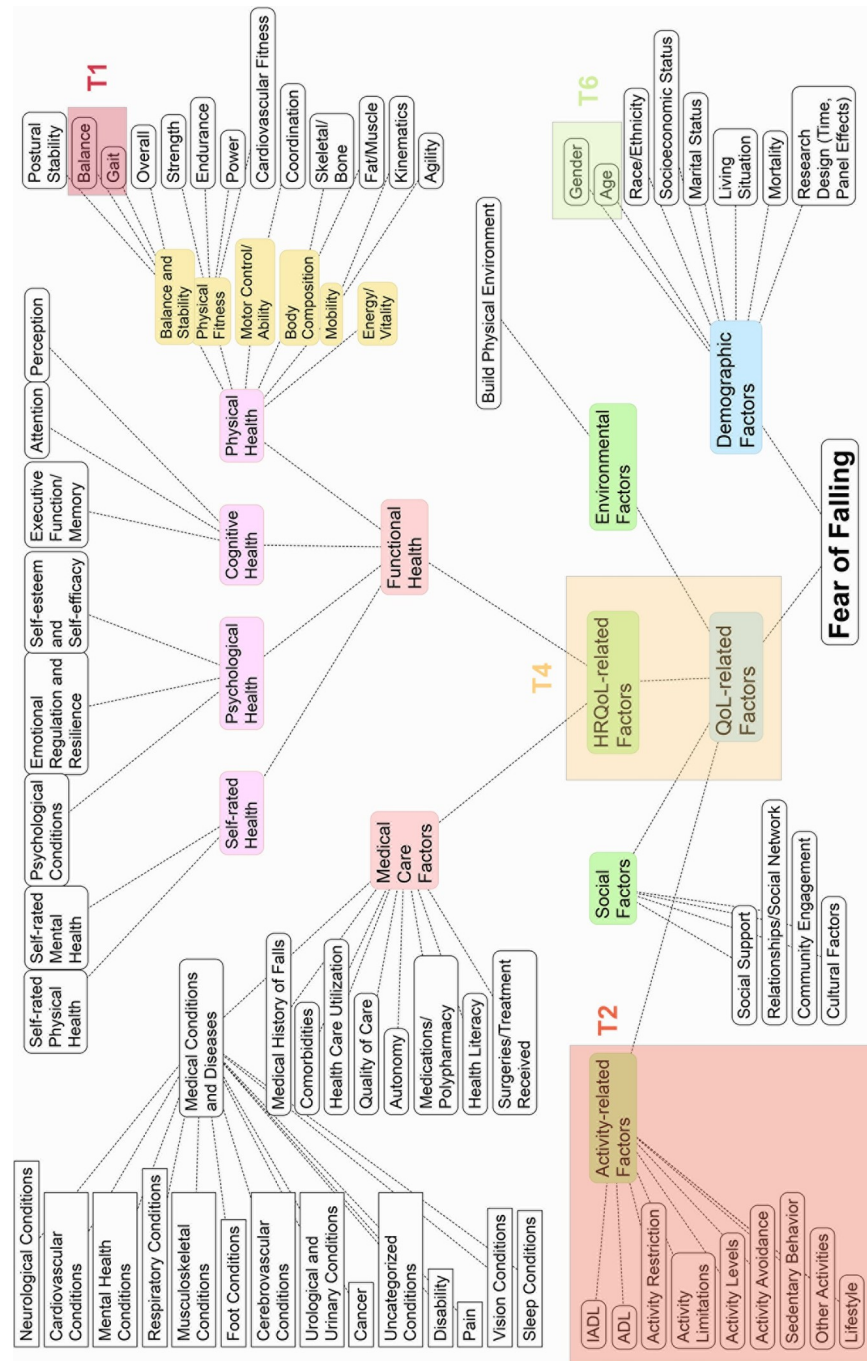 Neurological Conditions
Cardiovascular
Conditions
Mental Health
Conditions
Respiratory Conditions
Musculoskeletal
Conditions
Foot Conditions
Cerebrovascular
Conditions
Urological and
Urinary Conditions
Cancer
Uncategorized
Conditions
Disability
Pain
Vision Conditions
Sleep Conditions
Self-rated
Physical
Health
Self-rated
Mental
Health
Psychological
Conditions
Emotional
Regulation and
Resilience
Self-esteem
and
Self-efficacy
Executive
Function/
Memory
Attention
Perception
Postural
Stability
Balance
Gait
T1
Overall
Strength
Endurance
Power
Cardiovascular Fitness
Coordination
Skeletal/
Bone
Fat/Muscle
Kinematics
Agility
Balance and
Stability
Physical
Fitness
Motor Control/
Ability
Body
Composition
Mobility
Energy/
Vitality
Medical Conditions
and Diseases
Self-rated
Health
Psychological
Health
Cognitive
Health
Physical
Health
Medical History of Falls
Comorbidities
Health Care Utilization
Quality of Care
Autonomy
Medications/
Polypharmacy
Health Literacy
Surgeries/Treatment
Received
Medical
Care
Factors
Functional
Health
Build Physical Environment
T2
Activity-related
Factors
IADL
ADL
Activity Restriction
Activity
Limitations
Activity Levels
Activity Avoidance
Sedentary Behavior
Other Activities
Lifestyle
Social
Factors
Social Support
Relationships/Social Network
Community Engagement
Cultural Factors
T4
HRQoL-related
Factors
QoL-related
Factors
Environmental
Factors
Demographic
Factors
T6
Gender
Age
Race/Ethnicity
Socioeconomic Status
Marital Status
Living
Situation
Mortality
Research
Design (Time,
Panel Effects)
Fear of Falling